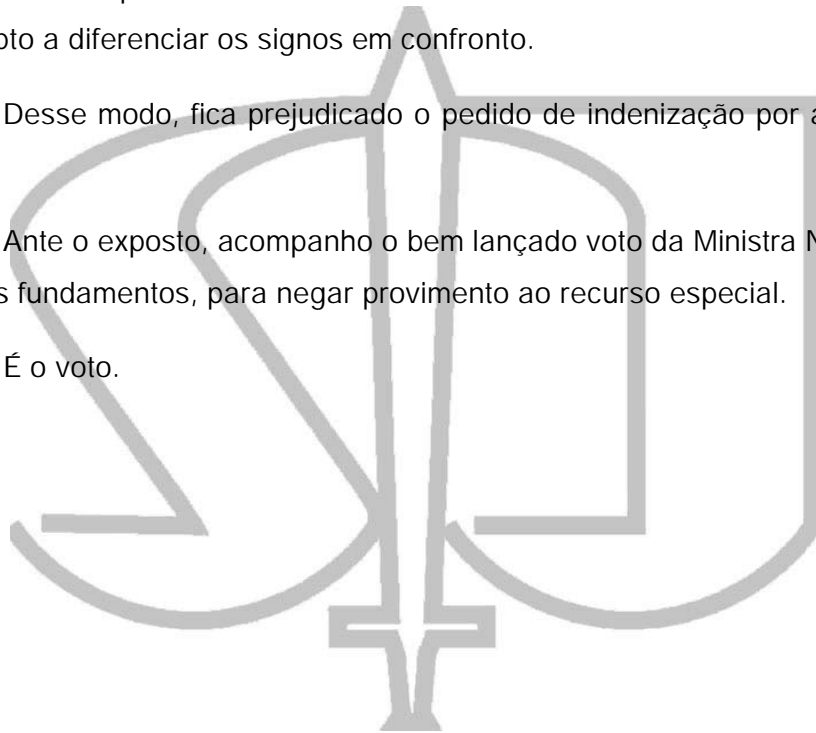 a diferenciar os signos em confronto.
Desse modo, fica prejudicado o pedido de indenização por
Ante o exposto, acompanho o bem lançado voto da Ministra
fundamentos, para negar provimento ao recurso especial.
É o voto.